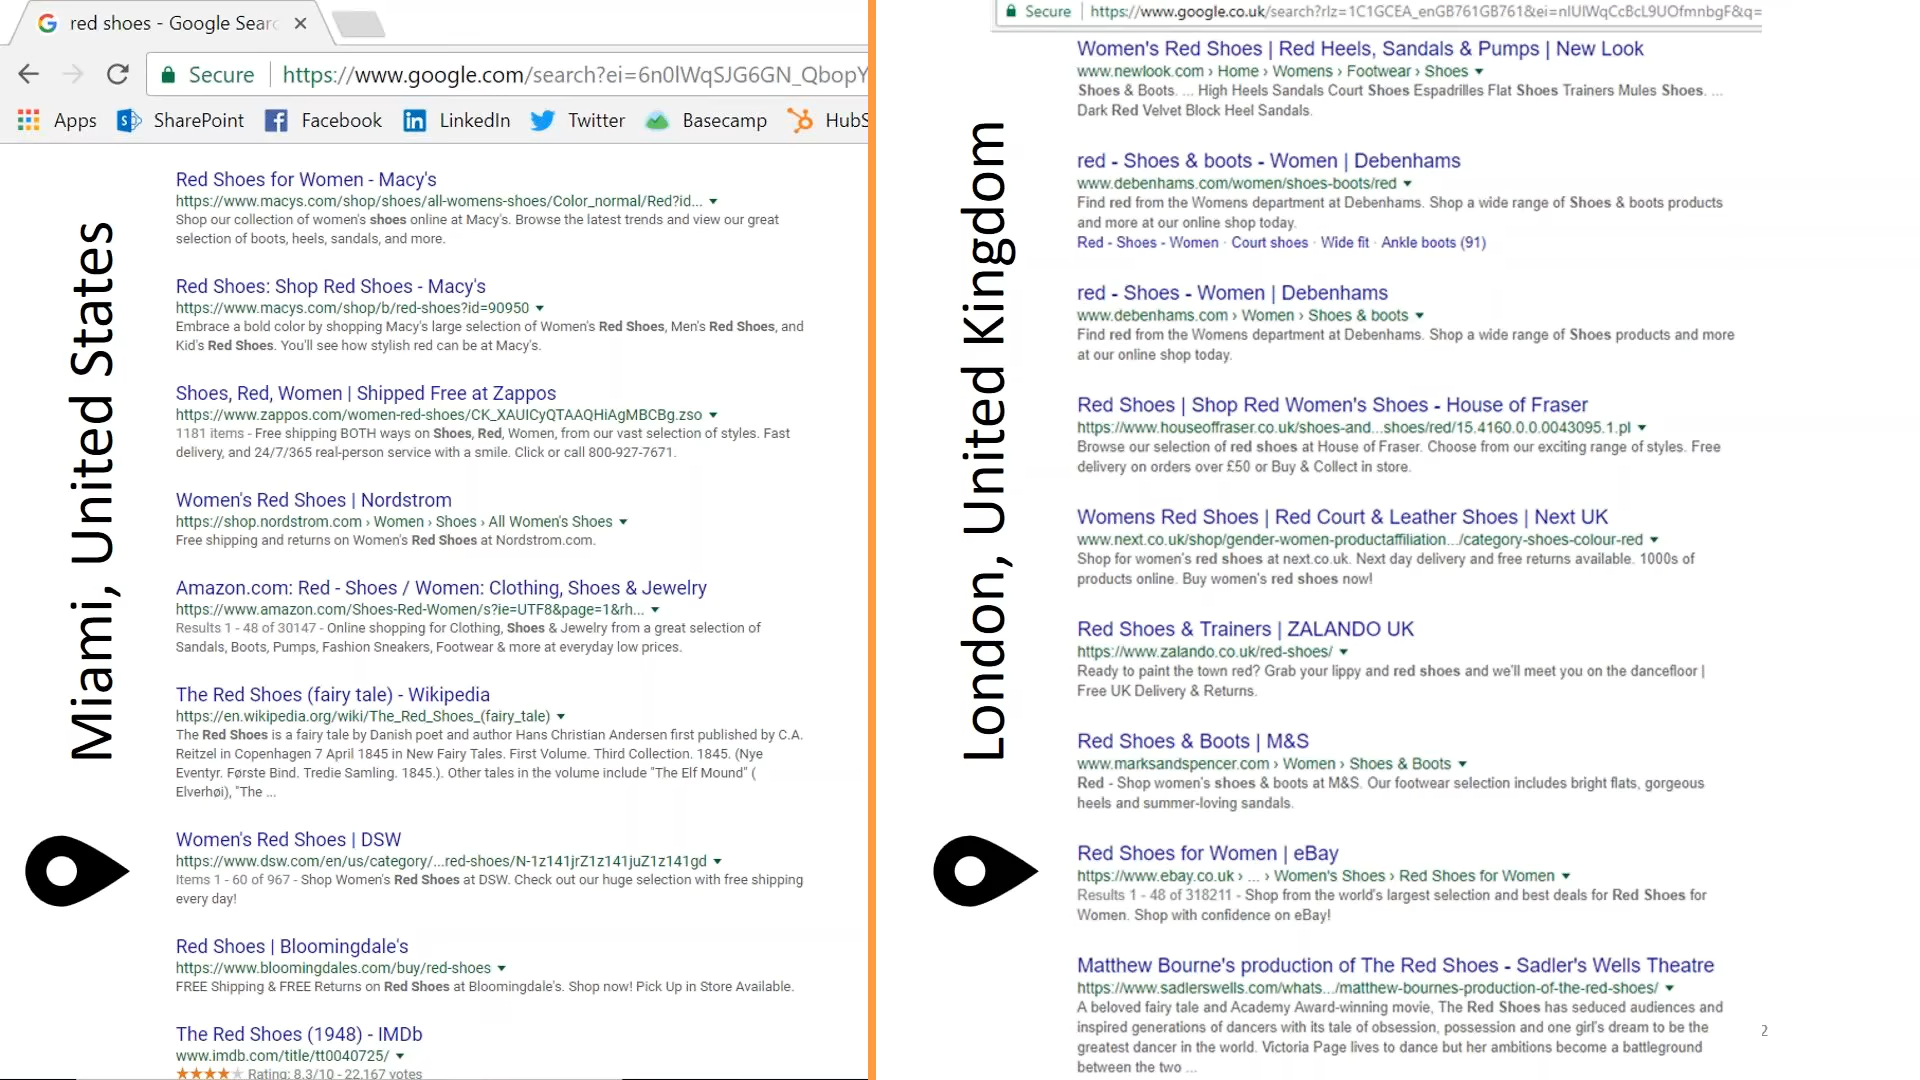 red shoes - Google Sear
Secure https://www.google.com/search?ei=6n0lWqSJG6GN_QbopY
Apps SharePoint Facebook LinkedIn Twitter Basecamp HubS
Miami, United States
Red Shoes for Women - Macy's
https://www.macys.com/shop/shoes/all-womens-shoes/Color_normal/Red?id...
Shop our collection of women's shoes online at Macy's. Browse the latest trends and view our great
selection of boots, heels, sandals, and more.
Red Shoes: Shop Red Shoes - Macy's
https://www.macys.com/shop/b/red-shoes?id=90950
Embrace a bold color by shopping Macy's large selection of Women's Red Shoes, Men's Red Shoes, and
Kid's Red Shoes. You'll see how stylish red can be at Macy's.
Shoes, Red, Women | Shipped Free at Zappos
https://www.zappos.com/women-red-shoes/CK_XAUICyQTAAQHiAgMBCBg.zso
1181 items - Free shipping BOTH ways on Shoes, Red, Women, from our vast selection of styles. Fast
delivery, and 24/7/365 real-person service with a smile. Click or call 800-927-7671.
Women's Red Shoes | Nordstrom
https://shop.nordstrom.com › Women › Shoes › All Women's Shoes
Free shipping and returns on Women's Red Shoes at Nordstrom.com.
Amazon.com: Red - Shoes / Women: Clothing, Shoes & Jewelry
https://www.amazon.com/Shoes-Red-Women/s?ie=UTF8&page=1&rh...
Results 1 - 48 of 30147 - Online shopping for Clothing, Shoes & Jewelry from a great selection of
Sandals, Boots, Pumps, Fashion Sneakers, Footwear & more at everyday low prices.
The Red Shoes (fairy tale) - Wikipedia
https://en.wikipedia.org/wiki/The_Red_Shoes_(fairy_tale)
The Red Shoes is a fairy tale by Danish poet and author Hans Christian Andersen first published by C.A.
Reitzel in Copenhagen 7 April 1845 in New Fairy Tales. First Volume. Third Collection. 1845. (Nye
Eventyr. Første Bind. Tredie Samling. 1845.). Other tales in the volume include "The Elf Mound" (
Elverhøi), "The ...
Women's Red Shoes | DSW
https://www.dsw.com/en/us/category/...red-shoes/N-1z141jrZ1z141juZ1z141gd
Items 1 - 60 of 967 - Shop Women's Red Shoes at DSW. Check out our huge selection with free shipping
every day!
Red Shoes | Bloomingdale's
https://www.bloomingdales.com/buy/red-shoes
FREE Shipping & FREE Returns on Red Shoes at Bloomingdale's. Shop now! Pick Up in Store Available.
The Red Shoes (1948) - IMDb
www.imdb.com/title/tt0040725/
Rating: 8.3/10 - 22,167 votes
Secure https://www.google.co.uk/search?rlz=1C1GCEA_enGB761GB761&ei=nIUlWqCcBcL9UOfmnbgF&q=
London, United Kingdom
Women's Red Shoes | Red Heels, Sandals & Pumps | New Look
www.newlook.com › Home › Womens › Footwear › Shoes
Shoes & Boots. ... High Heels Sandals Court Shoes Espadrilles Flat Shoes Trainers Mules Shoes. ...
Dark Red Velvet Block Heel Sandals.
red - Shoes & boots - Women | Debenhams
www.debenhams.com/women/shoes-boots/red
Find red from the Womens department at Debenhams. Shop a wide range of Shoes & boots products
and more at our online shop today.
Red - Shoes - Women · Court shoes · Wide fit · Ankle boots (91)
red - Shoes - Women | Debenhams
www.debenhams.com › Women › Shoes & boots
Find red from the Womens department at Debenhams. Shop a wide range of Shoes products and more
at our online shop today.
Red Shoes | Shop Red Women's Shoes - House of Fraser
https://www.houseoffraser.co.uk/shoes-and...shoes/red/15.4160.0.0.0043095.1.pl
Browse our selection of red shoes at House of Fraser. Choose from our exciting range of styles. Free
delivery on orders over £50 or Buy & Collect in store.
Womens Red Shoes | Red Court & Leather Shoes | Next UK
www.next.co.uk/shop/gender-women-productaffiliation.../category-shoes-colour-red
Shop for women's red shoes at next.co.uk. Next day delivery and free returns available. 1000s of
products online. Buy women's red shoes now!
Red Shoes & Trainers | ZALANDO UK
https://www.zalando.co.uk/red-shoes/
Ready to paint the town red? Grab your lippy and red shoes and we'll meet you on the dancefloor |
Free UK Delivery & Returns.
Red Shoes & Boots | M&S
www.marksandspencer.com › Women › Shoes & Boots
Red - Shop women's shoes & boots at M&S. Our footwear selection includes bright flats, gorgeous
heels and summer-loving sandals.
Red Shoes for Women | eBay
https://www.ebay.co.uk › ... › Women's Shoes › Red Shoes for Women
Results 1 - 48 of 318211 - Shop from the world's largest selection and best deals for Red Shoes for
Women. Shop with confidence on eBay!
Matthew Bourne's production of The Red Shoes - Sadler's Wells Theatre
https://www.sadlerswells.com/whats.../matthew-bournes-production-of-the-red-shoes/
A beloved fairy tale and Academy Award-winning movie, The Red Shoes has seduced audiences and
inspired generations of dancers with its tale of obsession, possession and one girl's dream to be the
greatest dancer in the world. Victoria Page lives to dance but her ambitions become a battleground
between the two ...
2